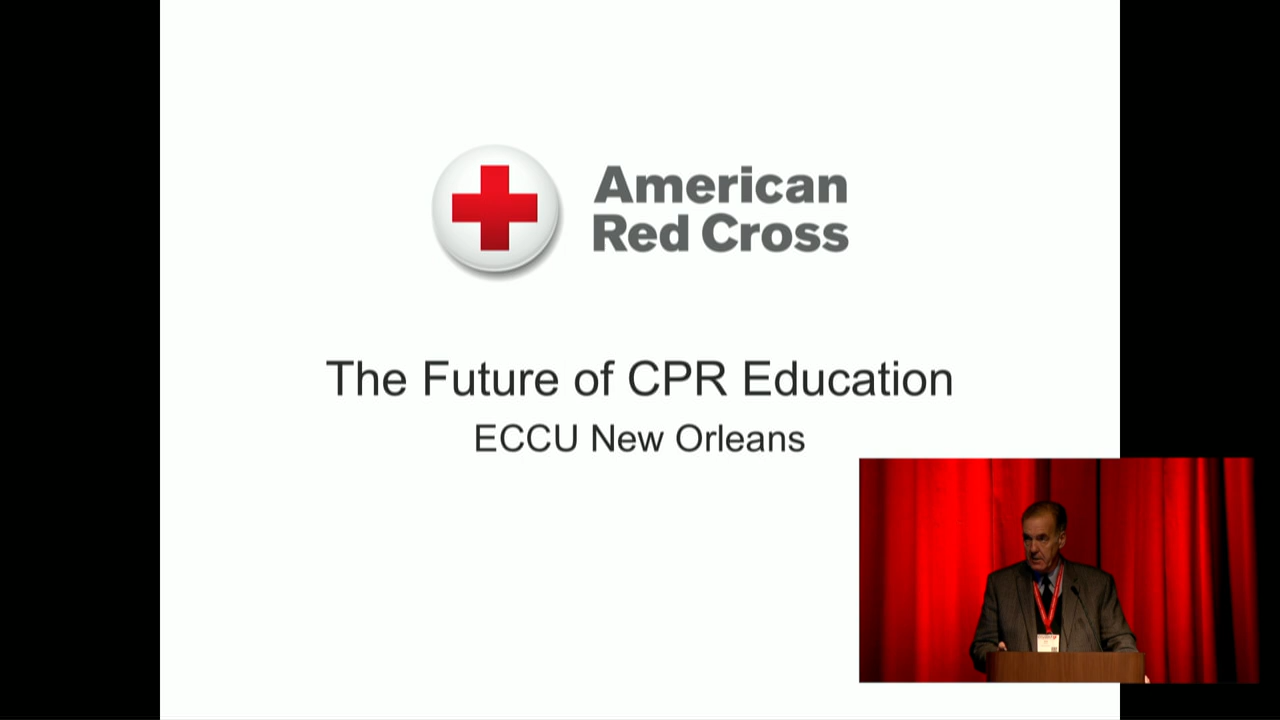 American
Red Cross
The Future of CPR Education
ECCU New Orleans